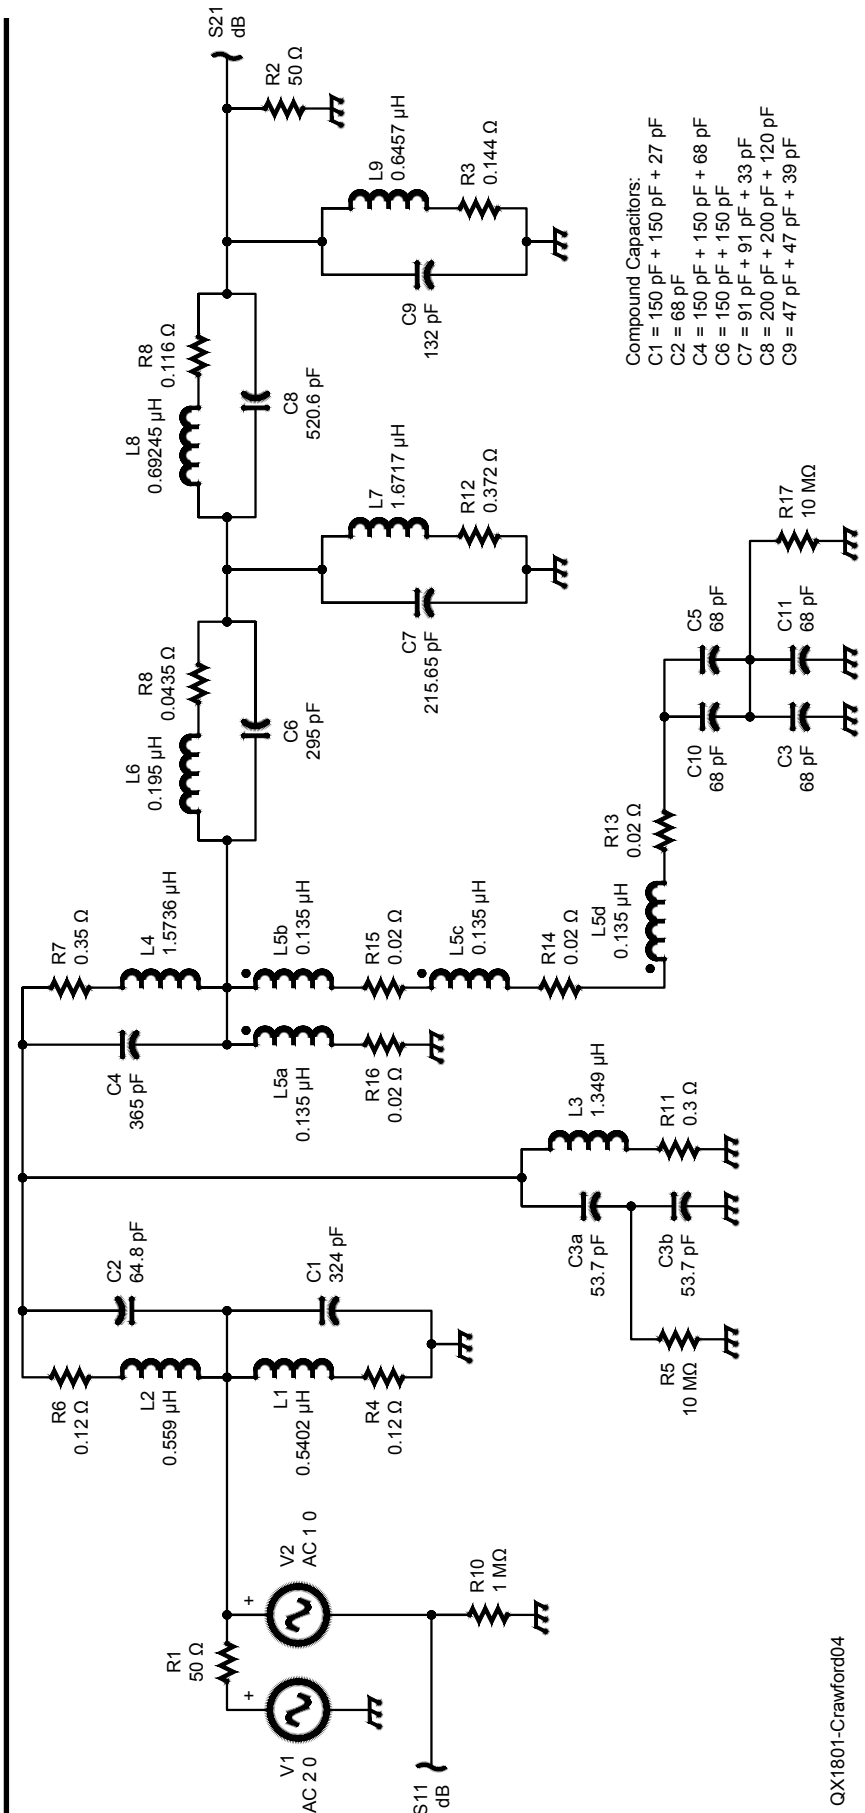 S21
dB
R2
50 Ω
L9
0.6457 µH
R3
0.144 Ω
C9
132 pF
R8
0.116 Ω
L8
0.69245 µH
C8
520.6 pF
L7
1.6717 µH
R12
0.372 Ω
C7
215.65 pF
R8
0.0435 Ω
L6
0.195 µH
C6
295 pF
R7
0.35 Ω
L4
1.5736 µH
C4
365 pF
L5b
0.135 µH
R15
0.02 Ω
L5c
0.135 µH
R14
0.02 Ω
L5a
0.135 µH
R16
0.02 Ω
L5d
0.135 µH
R13
0.02 Ω
C5
68 pF
C10
68 pF
C11
68 pF
C3
68 pF
R17
10 MΩ
L3
1.349 µH
R11
0.3 Ω
C3a
53.7 pF
C3b
53.7 pF
R5
10 MΩ
C2
64.8 pF
C1
324 pF
R6
0.12 Ω
L2
0.559 µH
L1
0.5402 µH
R4
0.12 Ω
V2
AC 1 0
+
R1
50 Ω
+
V1
AC 2 0
R10
1 MΩ
S11
dB
Compound Capacitors:
C1 = 150 pF + 150 pF + 27 pF
C2 = 68 pF
C4 = 150 pF + 150 pF + 68 pF
C6 = 150 pF + 150 pF
C7 = 91 pF + 91 pF + 33 pF
C8 = 200 pF + 200 pF + 120 pF
C9 = 47 pF + 47 pF + 39 pF
QX1801-Crawford04